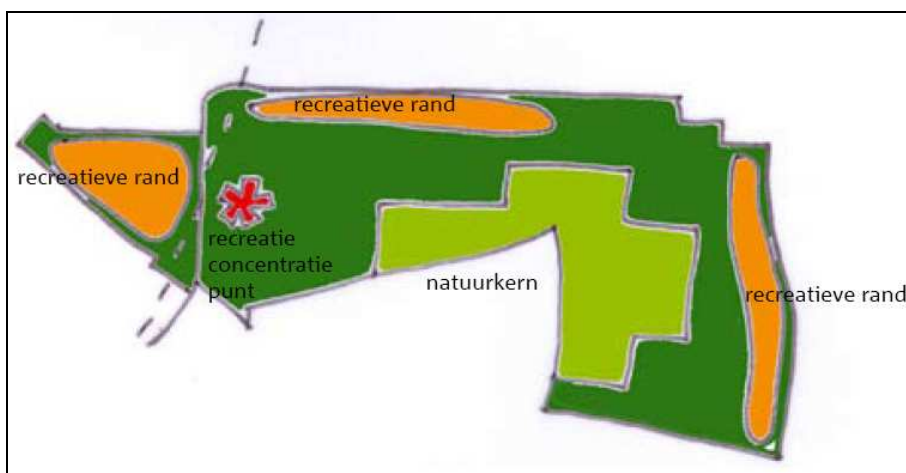 recreatieve rand
recreatieve rand
recreatie
concentratie
punt
natuurkern
recreatieve rand